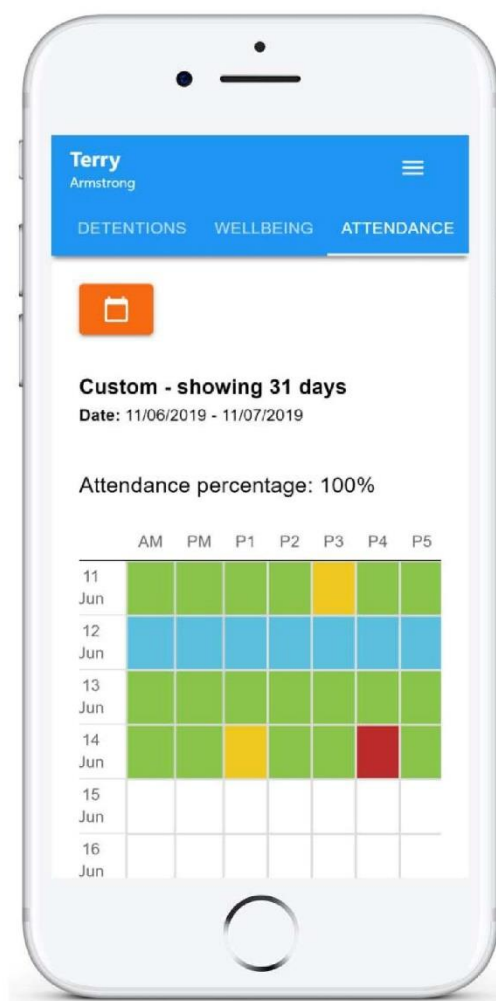 Terry
Armstrong
DETENTIONS WELLBEING ATTENDANCE
Custom - showing 31 days
Date: 11/06/2019 - 11/07/2019
Attendance percentage: 100%
AM PM P1 P2 P3 P4 P5
11
Jun
12
Jun
13
Jun
14
Jun
15
Jun
16
Jun